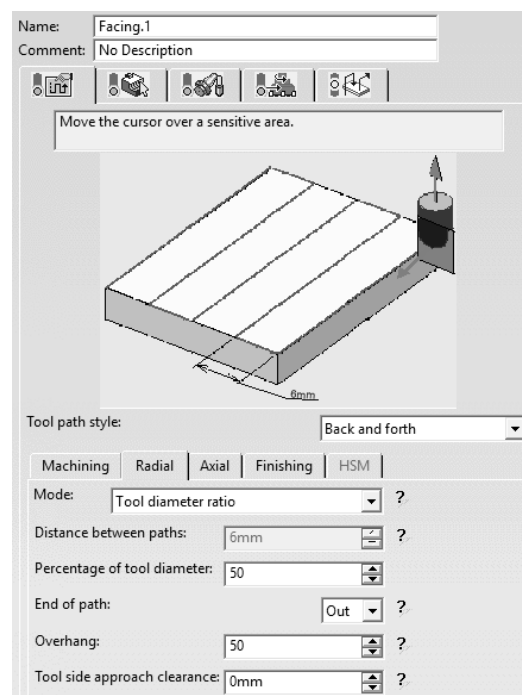 Name: Facing.1
Comment: No Description
Move the cursor over a sensitive area.
6mm
Tool path style: Back and forth
Machining Radial Axial Finishing HSM
Mode: Tool diameter ratio ?
Distance between paths: 6mm ?
Percentage of tool diameter: 50
End of path: Out ?
Overhang: 50 ?
Tool side approach clearance: 0mm ?